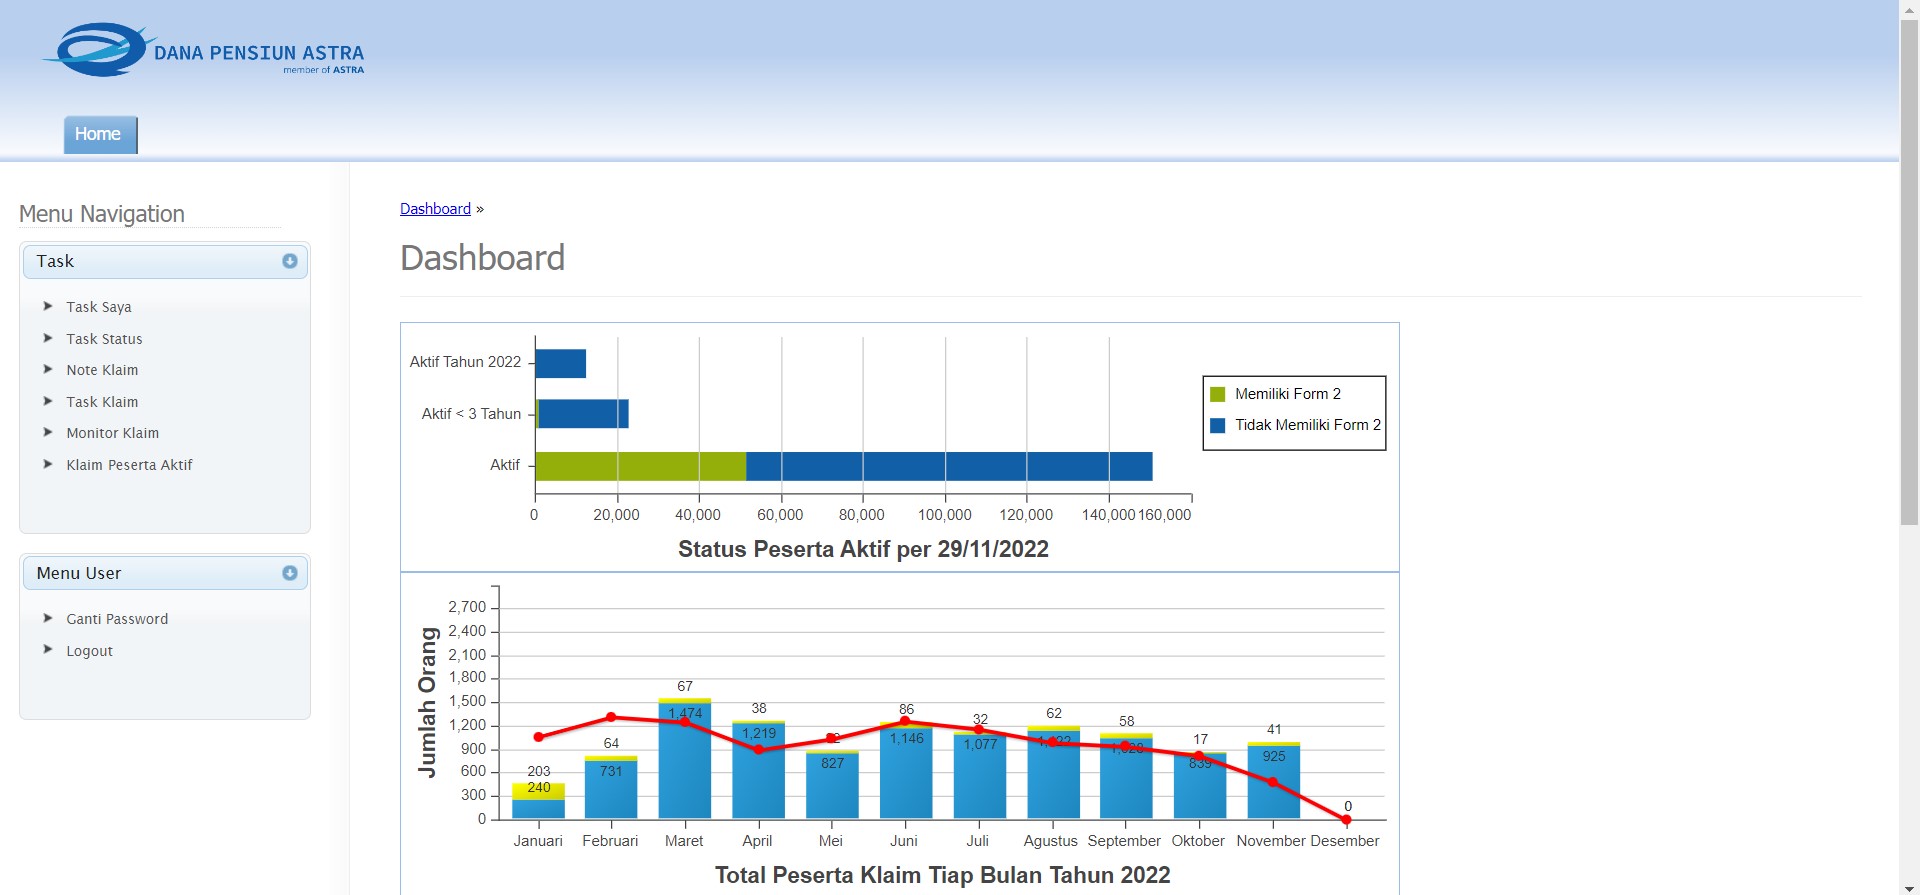 DANA PENSIUN ASTRA
member of ASTRA
Home
Menu Navigation
Task
Task Saya
Task Status
Note Klaim
Task Klaim
Monitor Klaim
Klaim Peserta Aktif
Menu User
Ganti Password
Logout
Dashboard »
Dashboard
Aktif Tahun 2022
Aktif < 3 Tahun
Aktif
0 20,000 40,000 60,000 80,000 100,000 120,000 140,000 160,000
Status Peserta Aktif per 29/11/2022
Memiliki Form 2
Tidak Memiliki Form 2
Jumlah Orang
2,700
2,400
2,100
1,800
1,500
1,200
900
600
300
0
203 64 67 38 86 32 62 58 17 41 0
240 731 1,474 1,219 827 1,146 1,077 839 925
Januari Februari Maret April Mei Juni Juli Agustus September Oktober November Desember
Total Peserta Klaim Tiap Bulan Tahun 2022